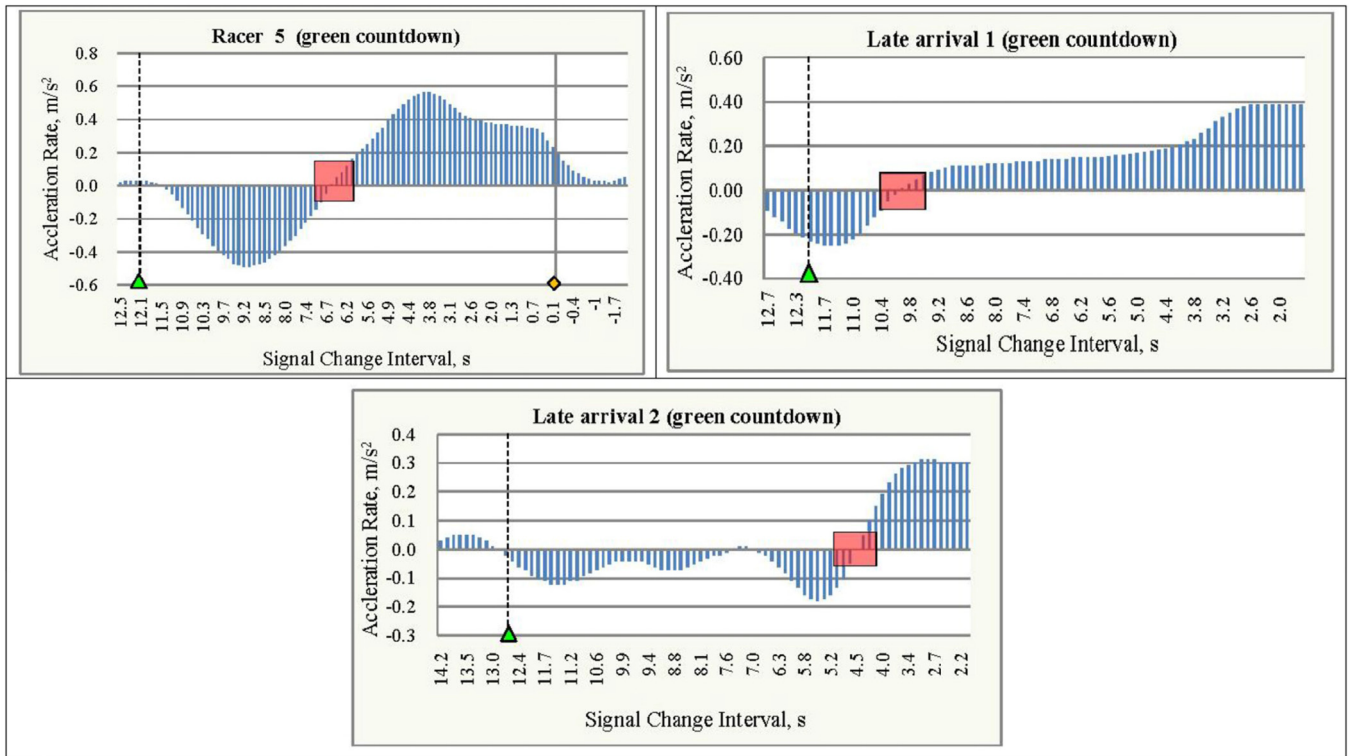 Racer 5 (green countdown)
Accleration Rate, m/s²
0.8
0.6
0.4
0.2
0.0
-0.2
-0.4
-0.6
12.5 12.1 11.5 10.9 10.3 9.7 9.2 8.5 8.0 7.4 6.7 6.2 5.6 4.9 4.4 3.8 3.1 2.6 2.0 1.3 0.7 0.1 -0.4 -1 -1.7
Signal Change Interval, s
Late arrival 1 (green countdown)
Accleration Rate, m/s²
0.60
0.40
0.20
0.00
-0.20
-0.40
12.7 12.3 11.7 11.0 10.4 9.8 9.2 8.6 8.0 7.4 6.8 6.2 5.6 5.0 4.4 3.8 3.2 2.6 2.0
Signal Change Interval, s
Late arrival 2 (green countdown)
Accleration Rate, m/s²
0.4
0.3
0.2
0.1
0.0
-0.1
-0.2
-0.3
14.2 13.5 13.0 12.4 11.7 11.2 10.6 9.9 9.4 8.8 8.1 7.6 7.0 6.3 5.8 5.2 4.5 4.0 3.4 2.7 2.2
Signal Change Interval, s